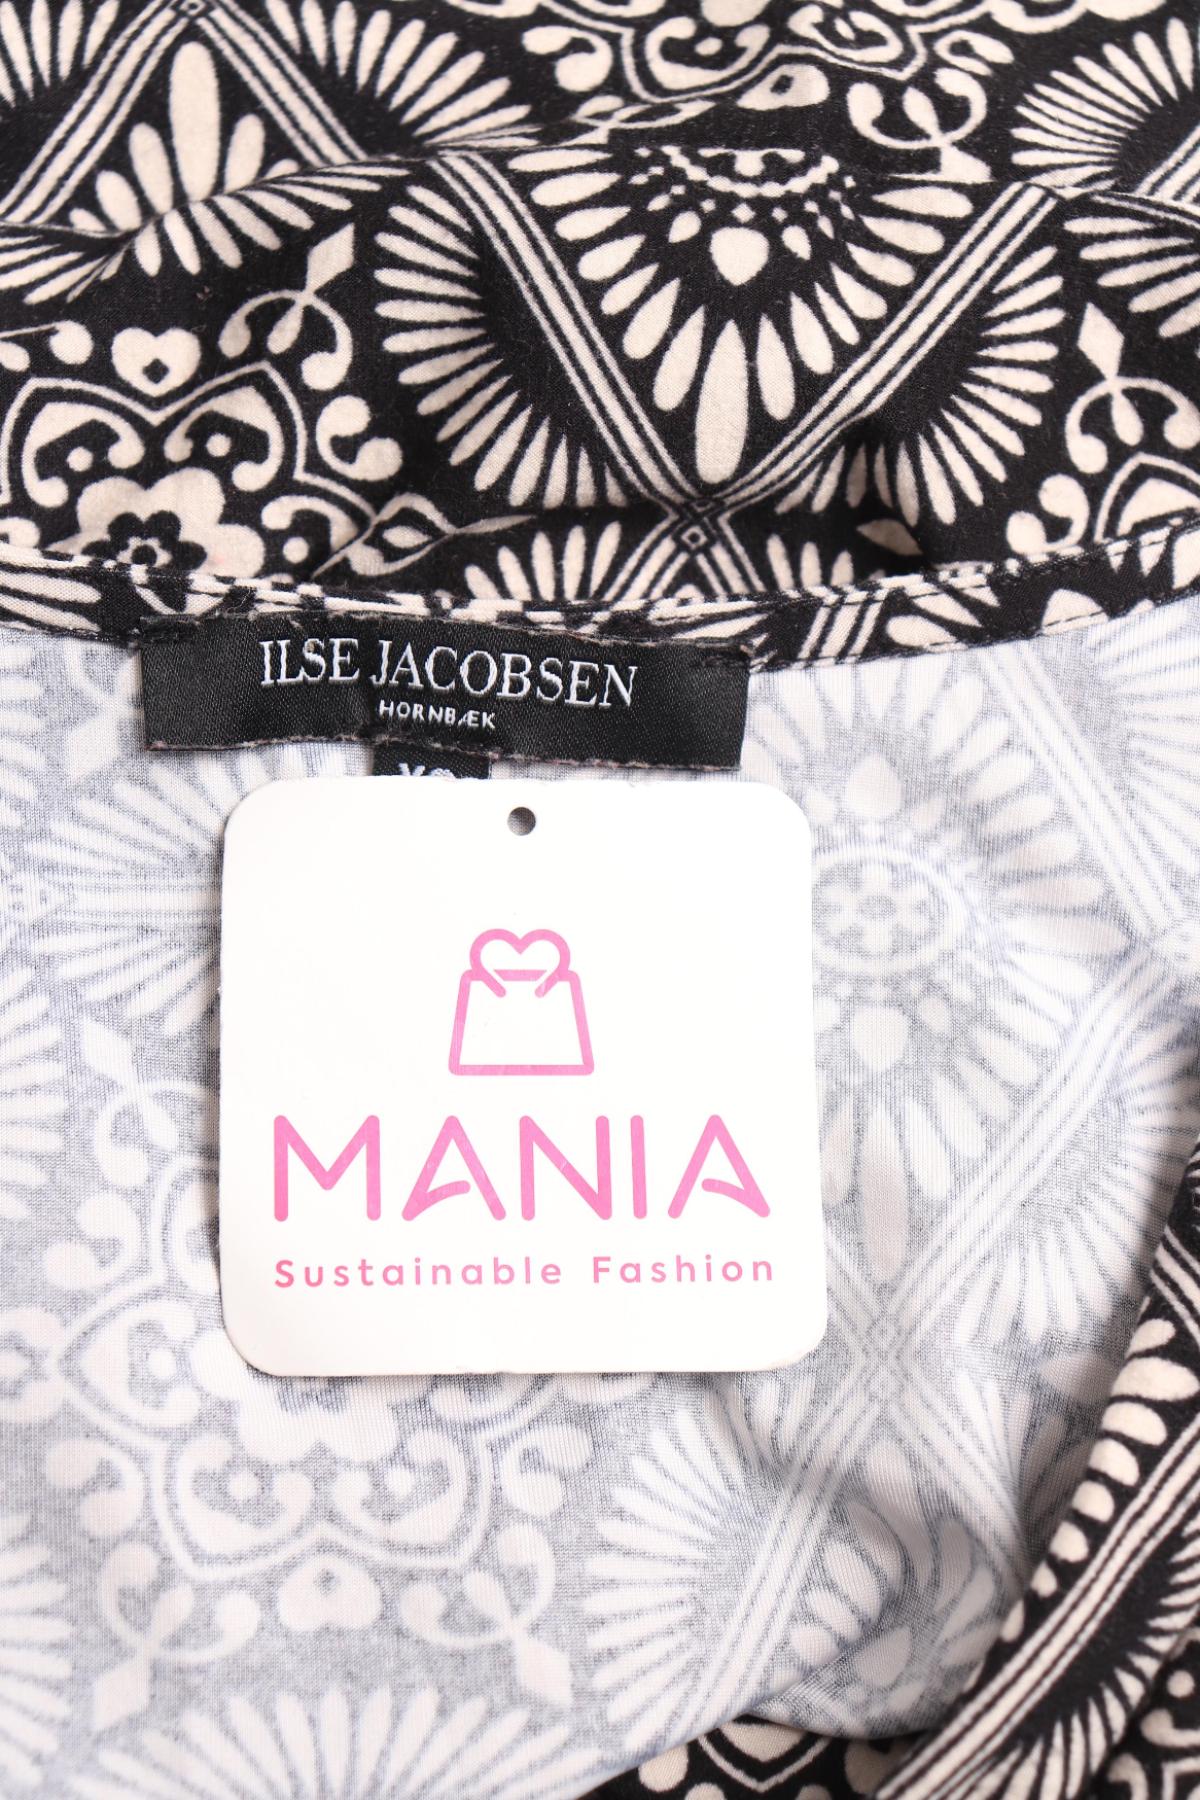 ILSE JACOBSEN
HORNBÆK
MANIA
Sustainable Fashion